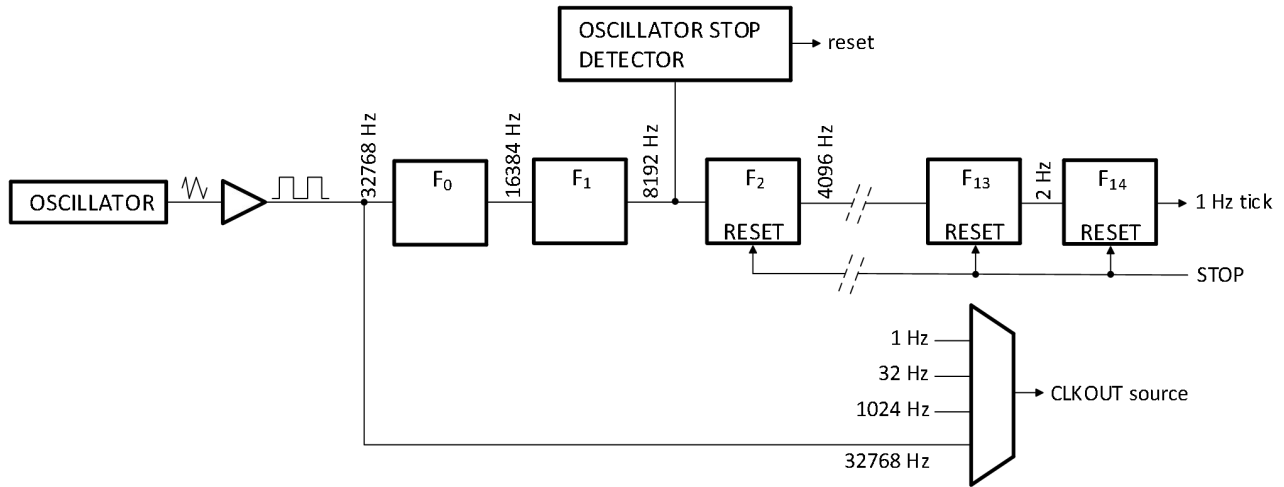 OSCILLATOR STOP
DETECTOR
reset
32768 Hz
16384 Hz
8192 Hz
4096 Hz
2 Hz
OSCILLATOR
F0
F1
F2
RESET
F13
RESET
F14
RESET
1 Hz tick
STOP
1 Hz
32 Hz
1024 Hz
32768 Hz
CLKOUT source